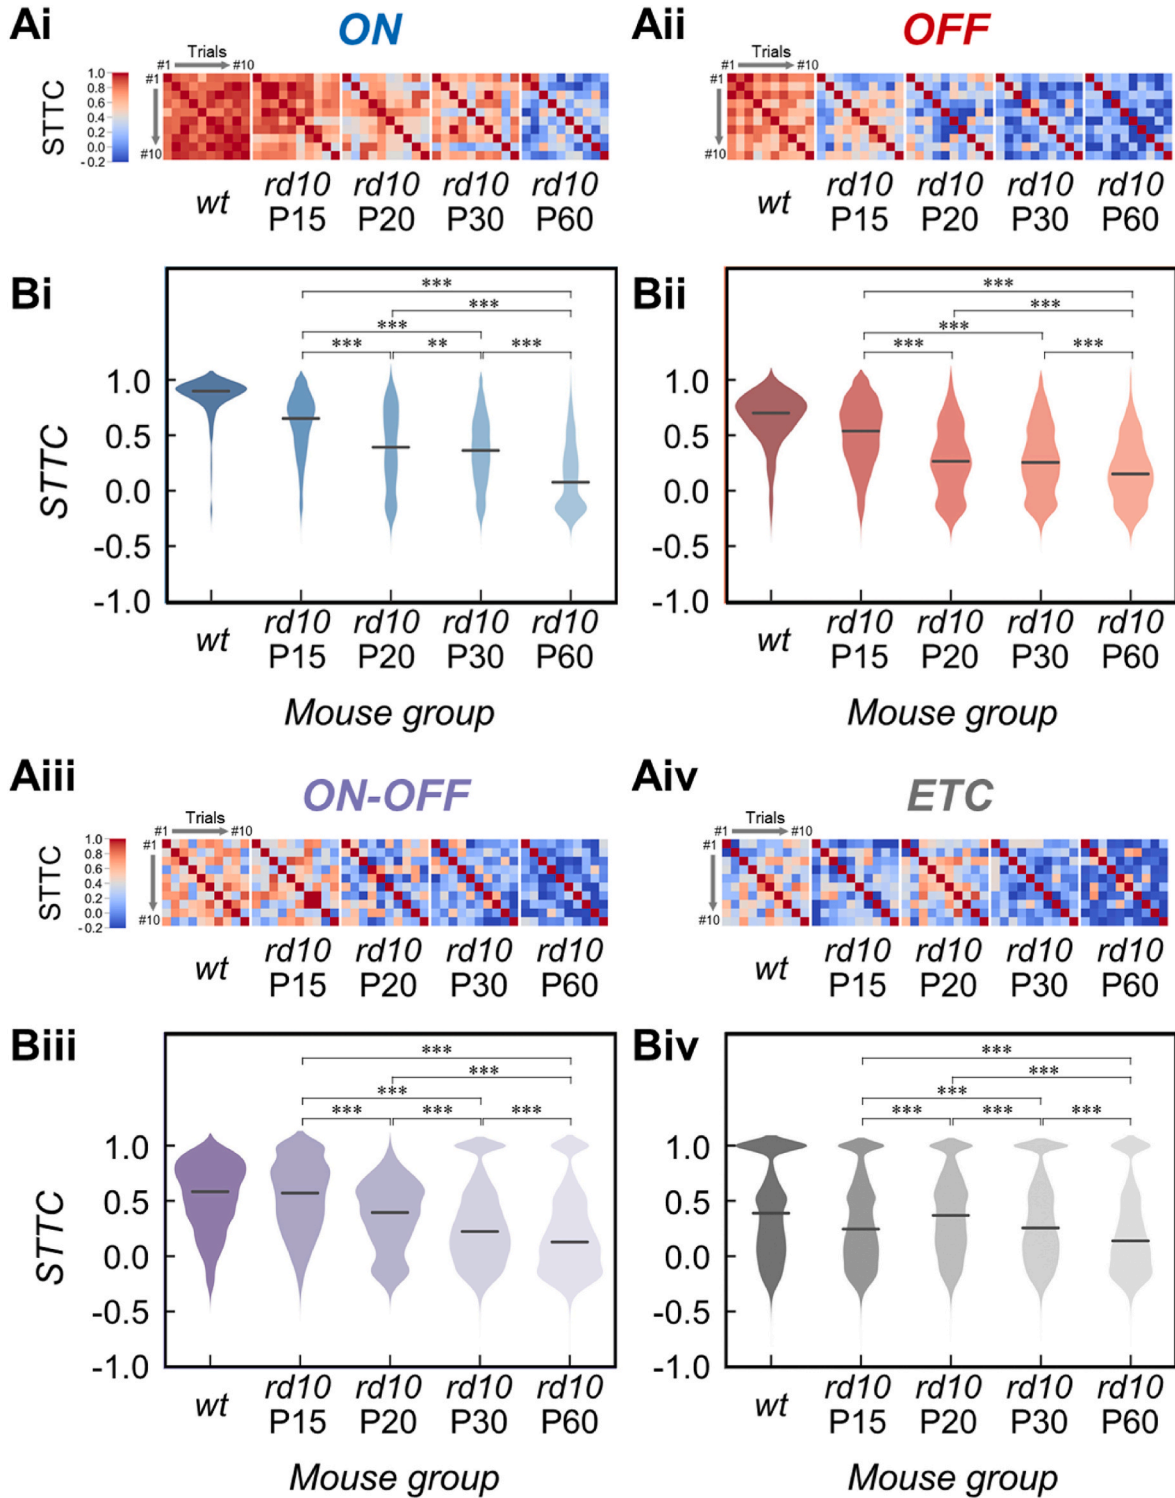 Ai
ON
Aii
OFF
Trials
#1 #10
#1
#10
STTC
1.0
0.8
0.6
0.4
0.2
0.0
-0.2
Trials
#1 #10
#1
#10
wt
rd10 P15
rd10 P20
rd10 P30
rd10 P60
wt
rd10 P15
rd10 P20
rd10 P30
rd10 P60
Bi
***
***
***
*** ** ***
STTC
1.0
0.5
0.0
-0.5
-1.0
wt
rd10 P15
rd10 P20
rd10 P30
rd10 P60
Mouse group
Bii
***
***
***
*** ***
1.0
0.5
0.0
-0.5
-1.0
wt
rd10 P15
rd10 P20
rd10 P30
rd10 P60
Mouse group
Aiii
ON-OFF
Aiv
ETC
Trials
#1 #10
#1
#10
STTC
1.0
0.8
0.6
0.4
0.2
0.0
-0.2
Trials
#1 #10
#1
#10
wt
rd10 P15
rd10 P20
rd10 P30
rd10 P60
wt
rd10 P15
rd10 P20
rd10 P30
rd10 P60
Biii
***
***
***
*** *** ***
STTC
1.0
0.5
0.0
-0.5
-1.0
wt
rd10 P15
rd10 P20
rd10 P30
rd10 P60
Mouse group
Biv
***
***
***
*** *** ***
1.0
0.5
0.0
-0.5
-1.0
wt
rd10 P15
rd10 P20
rd10 P30
rd10 P60
Mouse group